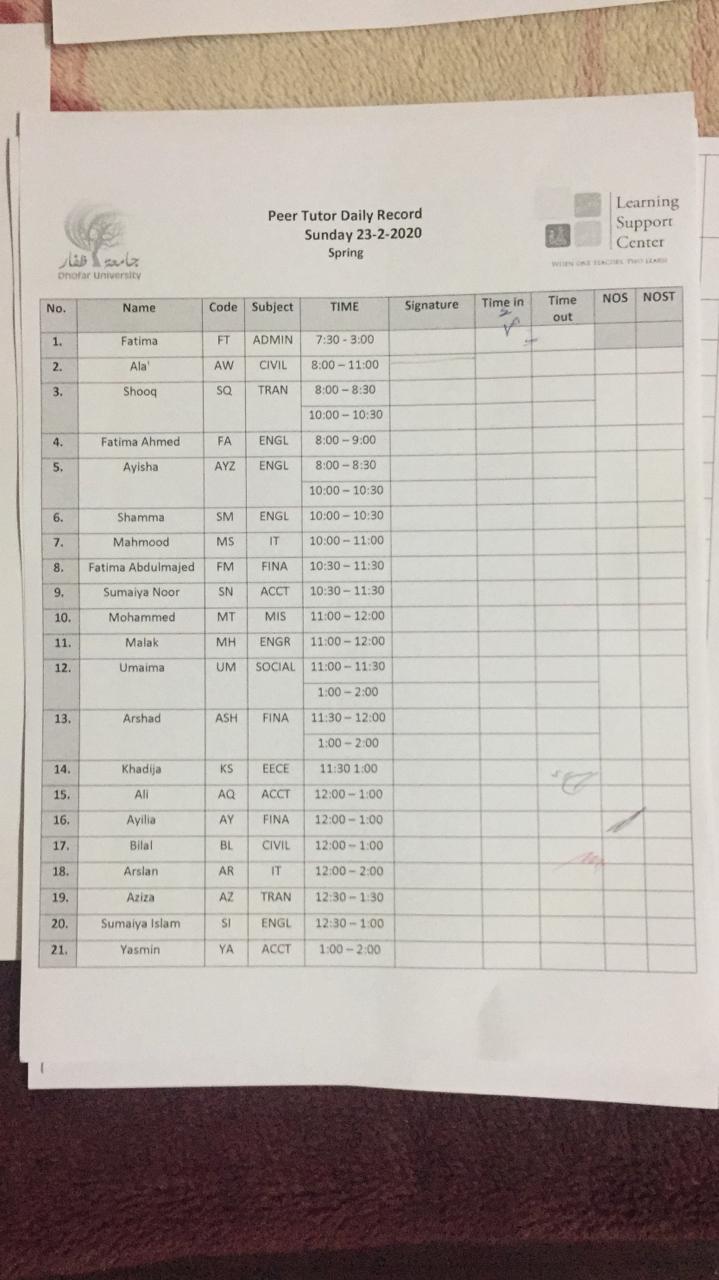 Peer Tutor Daily Record
Sunday 23-2-2020
Spring
جامعة ظفار
Dhofar University
Learning
Support
Center
WHEN ONE TEACHES, TWO LEARN
No. Name Code Subject TIME Signature Time in Time out NOS NOST
1. Fatima FT ADMIN 7:30 - 3:00
2. Ala' AW CIVIL 8:00 – 11:00
3. Shooq SQ TRAN 8:00 – 8:30
10:00 – 10:30
4. Fatima Ahmed FA ENGL 8:00 – 9:00
5. Ayisha AYZ ENGL 8:00 – 8:30
10:00 – 10:30
6. Shamma SM ENGL 10:00 – 10:30
7. Mahmood MS IT 10:00 – 11:00
8. Fatima Abdulmajed FM FINA 10:30 – 11:30
9. Sumaiya Noor SN ACCT 10:30 – 11:30
10. Mohammed MT MIS 11:00 – 12:00
11. Malak MH ENGR 11:00 – 12:00
12. Umaima UM SOCIAL 11:00 – 11:30
1:00 – 2:00
13. Arshad ASH FINA 11:30 – 12:00
1:00 – 2:00
14. Khadija KS EECE 11:30 1:00
15. Ali AQ ACCT 12:00 – 1:00
16. Ayilia AY FINA 12:00 – 1:00
17. Bilal BL CIVIL 12:00 – 1:00
18. Arslan AR IT 12:00 – 2:00
19. Aziza AZ TRAN 12:30 – 1:30
20. Sumaiya Islam SI ENGL 12:30 – 1:00
21. Yasmin YA ACCT 1:00 – 2:00